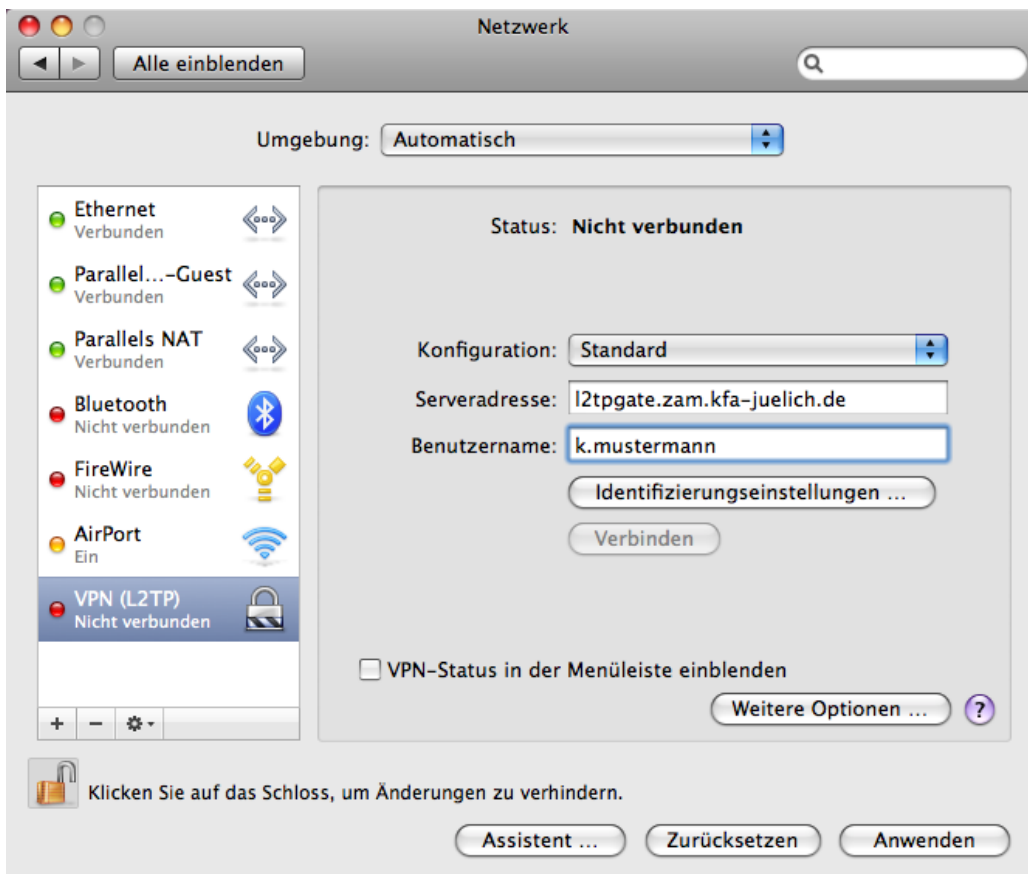 Netzwerk
Alle einblenden
Umgebung: Automatisch
Ethernet
Verbunden
Parallel...-Guest
Verbunden
Parallels NAT
Verbunden
Bluetooth
Nicht verbunden
FireWire
Nicht verbunden
AirPort
Ein
VPN (L2TP)
Nicht verbunden
Status: Nicht verbunden
Konfiguration: Standard
Serveradresse: l2tpgate.zam.kfa-juelich.de
Benutzername: k.mustermann
Identifizierungseinstellungen ...
Verbinden
VPN-Status in der Menüleiste einblenden
Weitere Optionen ... ?
Klicken Sie auf das Schloss, um Änderungen zu verhindern.
Assistent ... Zurücksetzen Anwenden